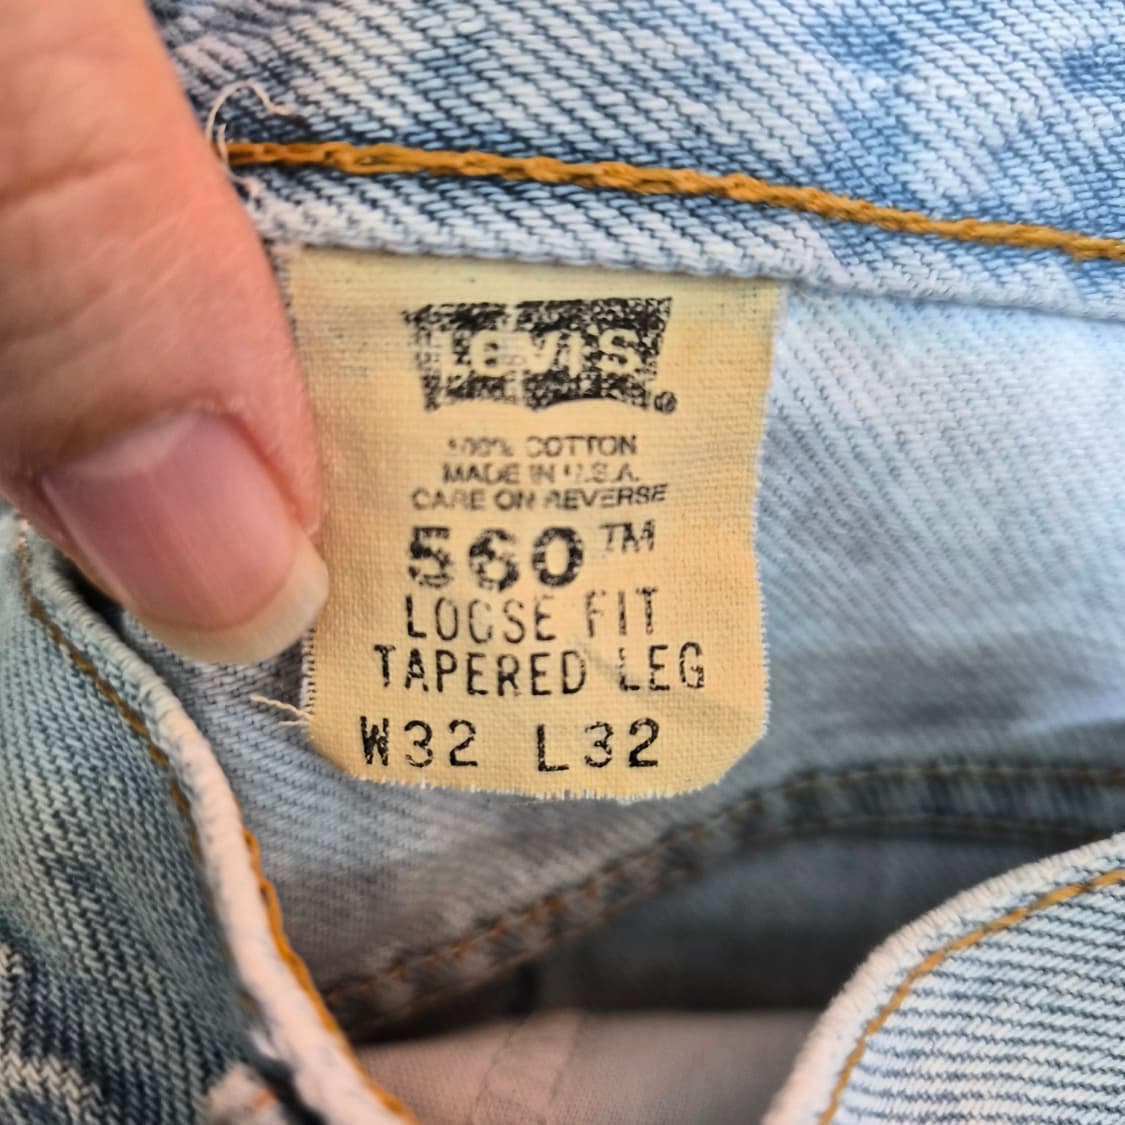 Levi's®
100% COTTON
MADE IN U.S.A.
CARE ON REVERSE
560™
LOOSE FIT
TAPERED LEG
W32 L32